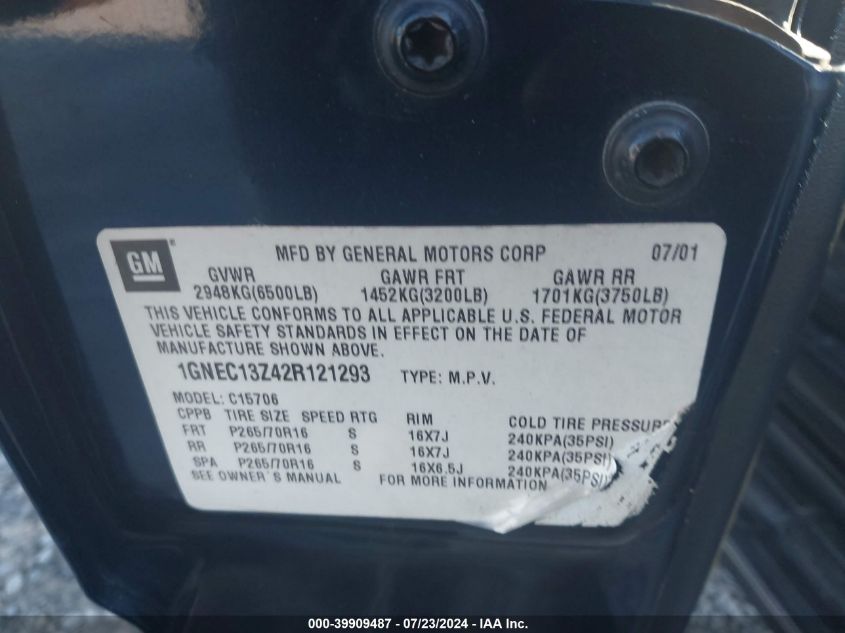 GM ® MFD BY GENERAL MOTORS CORP 07/01
GVWR GAWR FRT GAWR RR
2948KG(6500LB) 1452KG(3200LB) 1701KG(3750LB)
THIS VEHICLE CONFORMS TO ALL APPLICABLE U.S. FEDERAL MOTOR
VEHICLE SAFETY STANDARDS IN EFFECT ON THE DATE OF
MANUFACTURE SHOWN ABOVE.
1GNEC13Z42R121293 TYPE: M.P.V.
MODEL: C15706
CPPB TIRE SIZE SPEED RTG RIM COLD TIRE PRESSURE
FRT P265/70R16 S 16X7J 240KPA(35PSI)
RR P265/70R16 S 16X7J 240KPA(35PSI)
SPA P265/70R16 S 16X6.5J 240KPA(35PSI)
SEE OWNER'S MANUAL FOR MORE INFORMATION
000-39909487 - 07/23/2024 - IAA Inc.